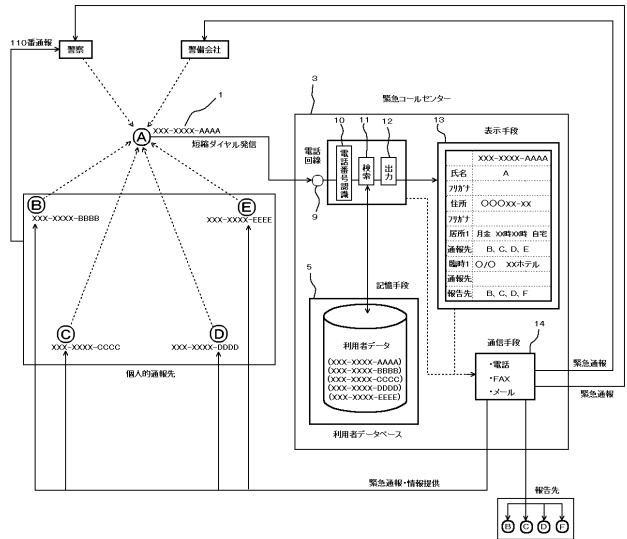 110番通報
警察
警備会社
1
A
XXX-XXXX-AAAA
短縮ダイヤル発信
B
XXX-XXXX-BBBB
E
XXX-XXXX-EEEE
C
XXX-XXXX-CCCC
D
XXX-XXXX-DDDD
個人的通報先
3
緊急コールセンター
電話
回線
9
10
11
12
電話番号認識
検索
出力
13
表示手段
XXX-XXXX-AAAA
氏名 A
フリガナ
住所 〇〇〇XX-XX
フリガナ
居所1 月金 XX時XX時 自宅
通報先 B、C、D、E
臨時1 〇/〇 XXホテル
通報先
報告先 B、C、D、F
5
記憶手段
利用者データ
(XXX-XXXX-AAAA)
(XXX-XXXX-BBBB)
(XXX-XXXX-CCCC)
(XXX-XXXX-DDDD)
(XXX-XXXX-EEEE)
利用者データベース
14
通信手段
・電話
・FAX
・メール
緊急通報
緊急通報
緊急通報・情報提供
報告先
B C D F